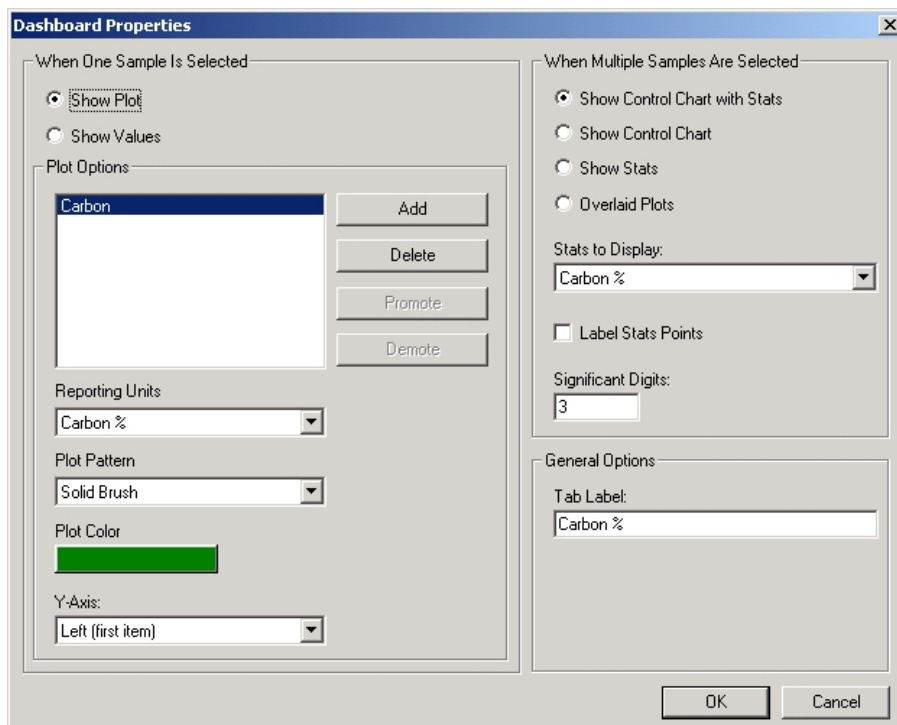 Dashboard Properties
When One Sample Is Selected
Show Plot
Show Values
Plot Options
Carbon
Add
Delete
Promote
Demote
Reporting Units
Carbon %
Plot Pattern
Solid Brush
Plot Color
Y-Axis:
Left (first item)
When Multiple Samples Are Selected
Show Control Chart with Stats
Show Control Chart
Show Stats
Overlaid Plots
Stats to Display:
Carbon %
Label Stats Points
Significant Digits:
3
General Options
Tab Label:
Carbon %
OK
Cancel